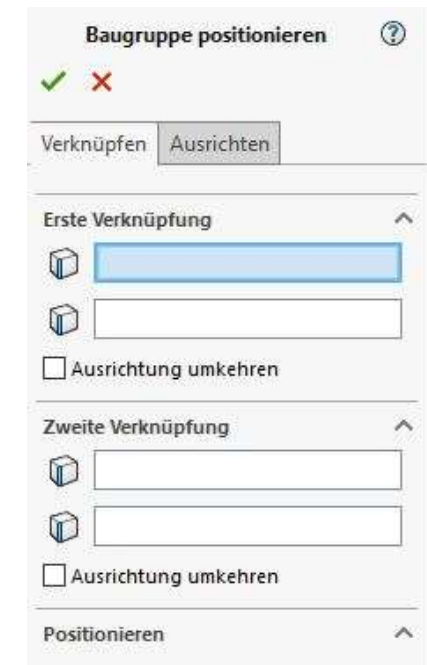 Baugruppe positionieren
Verknüpfen Ausrichten
Erste Verknüpfung
Ausrichtung umkehren
Zweite Verknüpfung
Ausrichtung umkehren
Positionieren